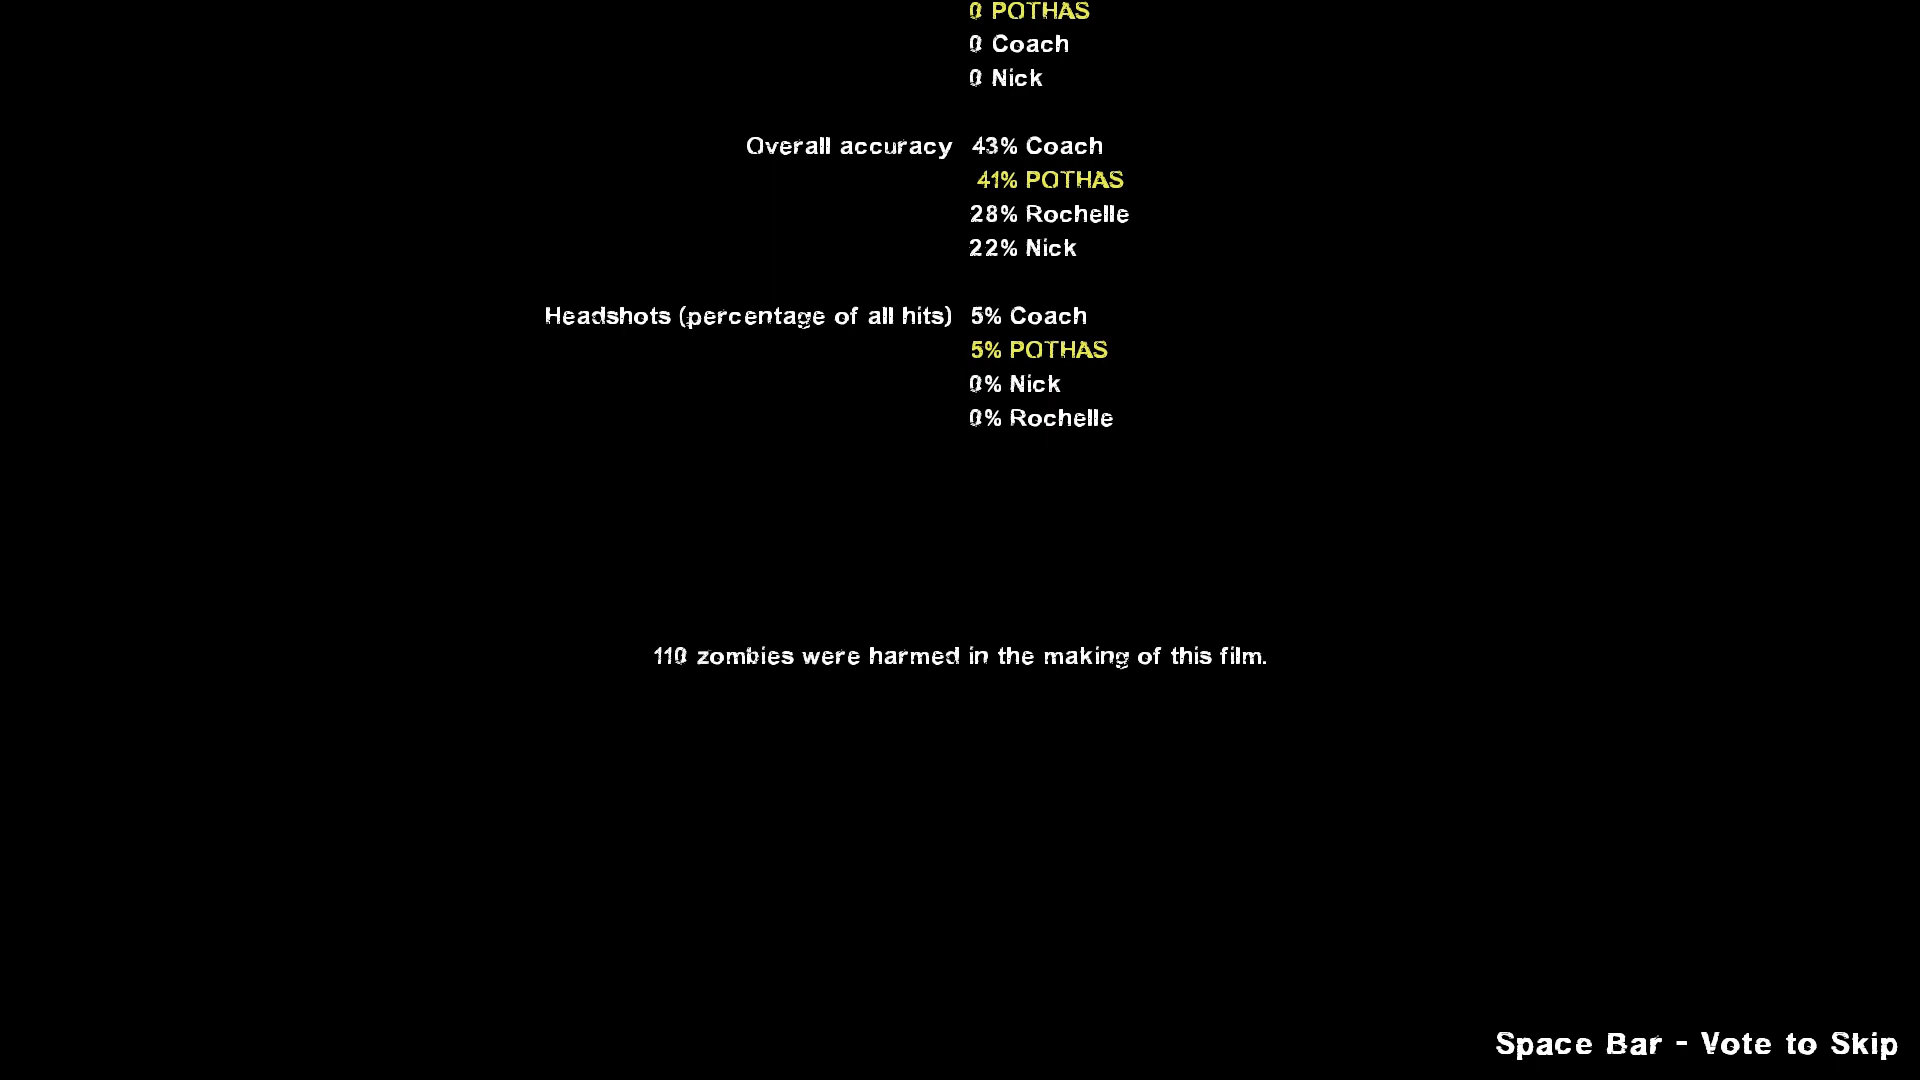 0 POTHAS
0 Coach
0 Nick
Overall accuracy 43% Coach
41% POTHAS
28% Rochelle
22% Nick
Headshots (percentage of all hits) 5% Coach
5% POTHAS
0% Nick
0% Rochelle
110 zombies were harmed in the making of this film.
Space Bar - Vote to Skip